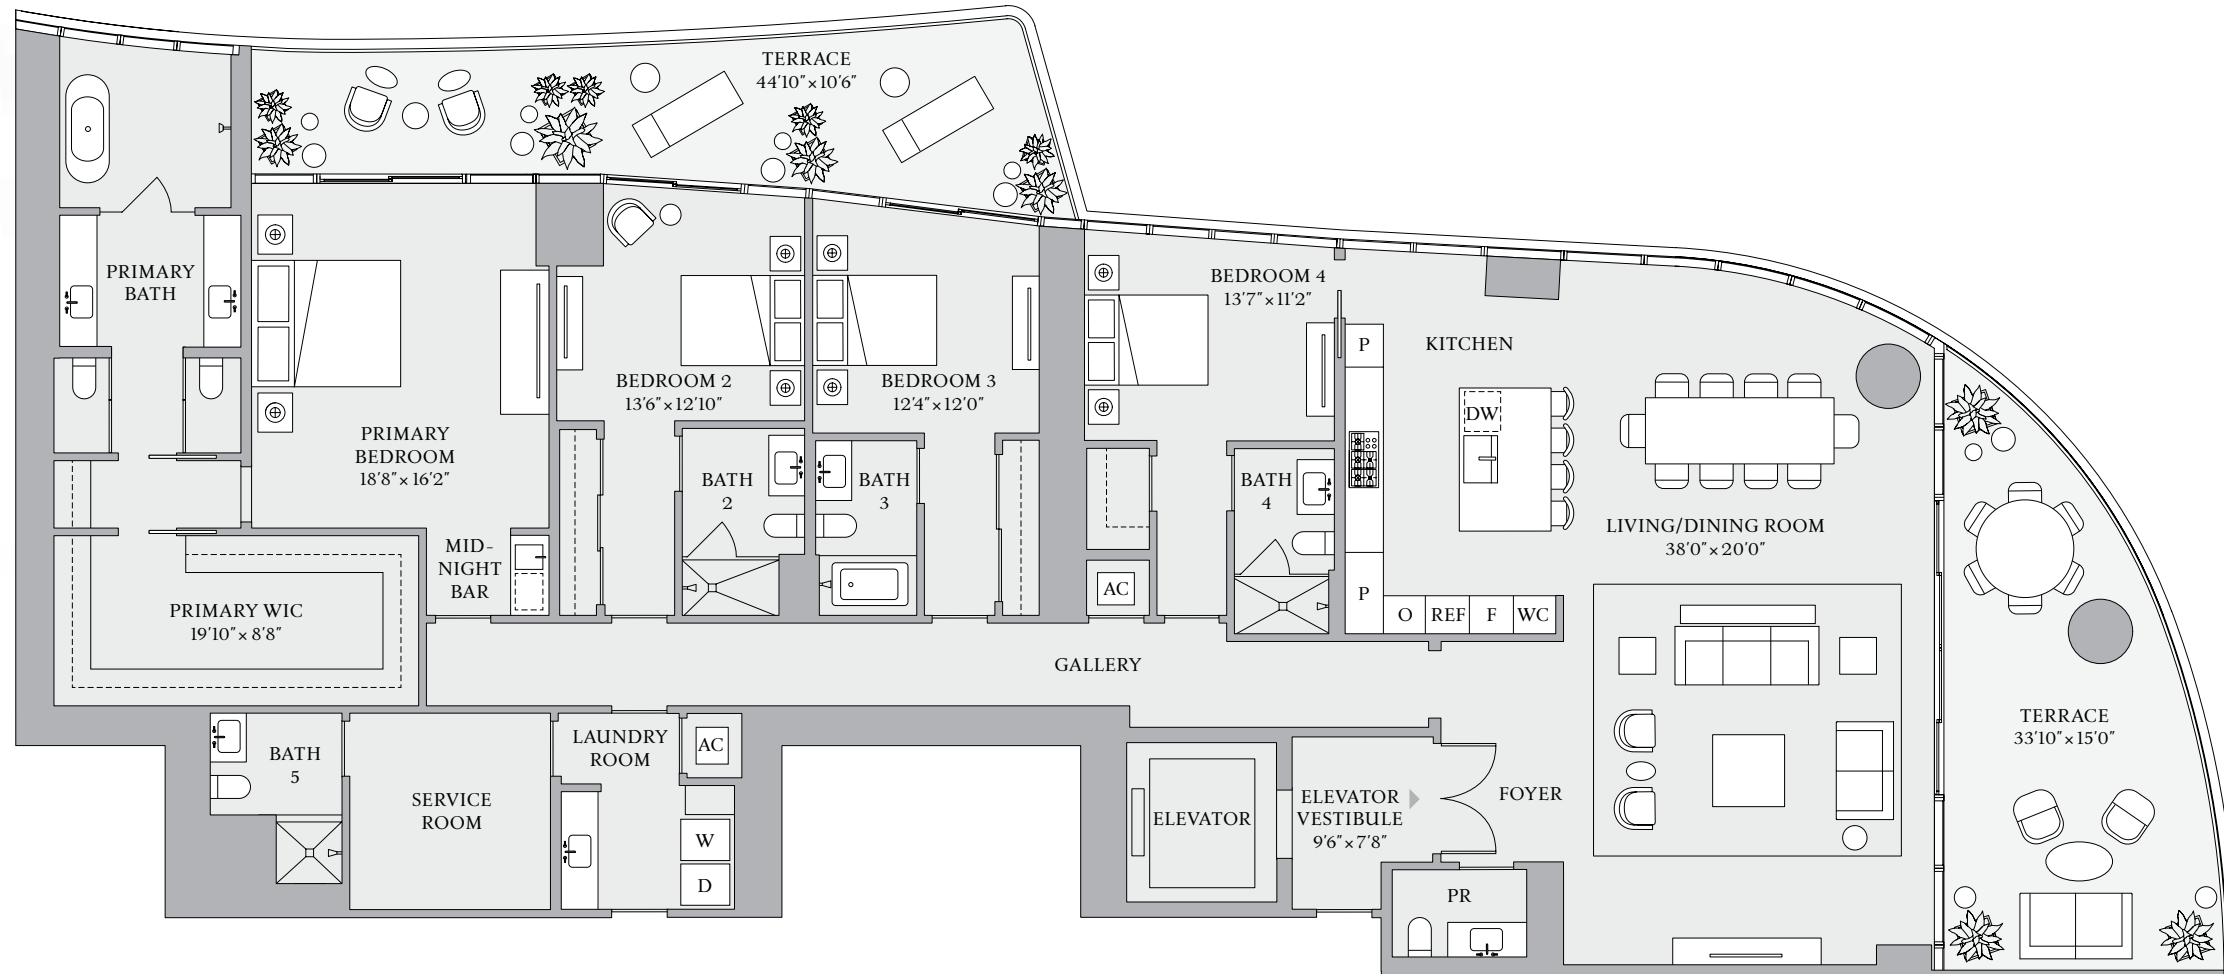 TERRACE
44'10"×10'6"
PRIMARY
BATH
PRIMARY
BEDROOM
18'8"×16'2"
BEDROOM 2
13'6"×12'10"
BEDROOM 3
12'4"×12'0"
BEDROOM 4
13'7"×11'2"
P
KITCHEN
DW
BATH
2
BATH
3
BATH
4
LIVING/DINING ROOM
38'0"×20'0"
MID-
NIGHT
BAR
AC
P
O
REF
F
WC
PRIMARY WIC
19'10"×8'8"
GALLERY
BATH
5
SERVICE
ROOM
LAUNDRY
ROOM
AC
W
D
ELEVATOR
ELEVATOR
VESTIBULE
9'6"×7'8"
FOYER
PR
TERRACE
33'10"×15'0"